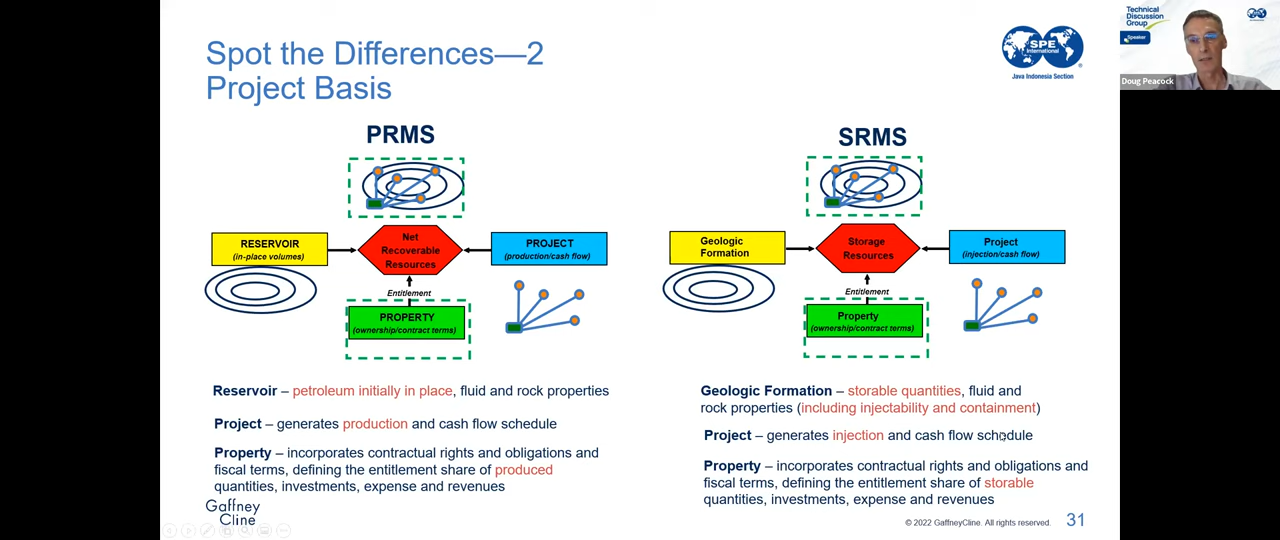 Spot the Differences—2
Project Basis
SPE
International
®
Java Indonesia Section
Technical
Discussion
Group
Speaker
Doug Peacock
PRMS
RESERVOIR
(in-place volumes)
Net
Recoverable
Resources
PROJECT
(production/cash flow)
Entitlement
PROPERTY
(ownership/contract terms)
Reservoir – petroleum initially in place, fluid and rock properties
Project – generates production and cash flow schedule
Property – incorporates contractual rights and obligations and
fiscal terms, defining the entitlement share of produced
quantities, investments, expense and revenues
SRMS
Geologic
Formation
Storage
Resources
Project
(injection/cash flow)
Entitlement
Property
(ownership/contract terms)
Geologic Formation – storable quantities, fluid and
rock properties (including injectability and containment)
Project – generates injection and cash flow schedule
Property – incorporates contractual rights and obligations and
fiscal terms, defining the entitlement share of storable
quantities, investments, expense and revenues
Gaffney
Cline
© 2022 GaffneyCline. All rights reserved.
31